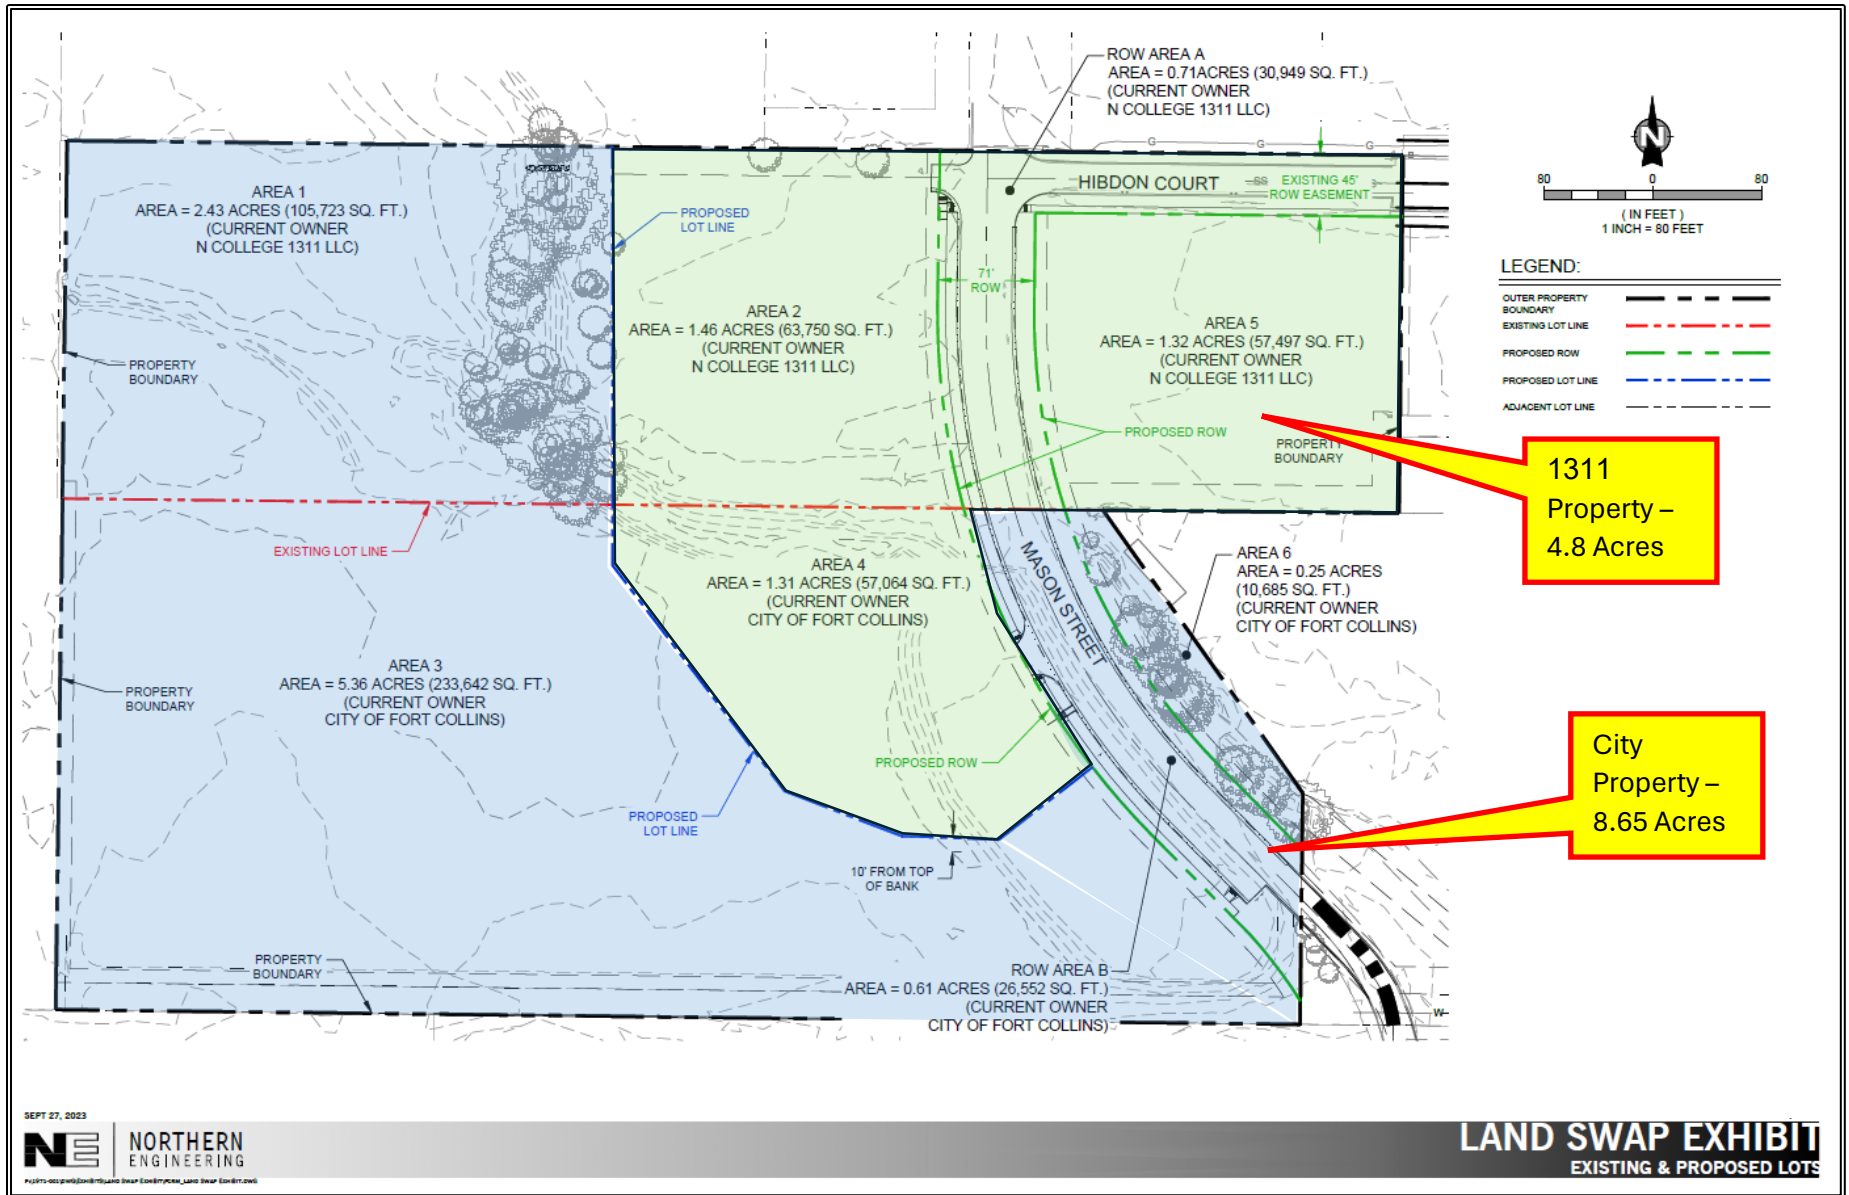 ROW AREA A
AREA = 0.71ACRES (30,949 SQ. FT.)
(CURRENT OWNER
N COLLEGE 1311 LLC)
AREA 1
AREA = 2.43 ACRES (105,723 SQ. FT.)
(CURRENT OWNER
N COLLEGE 1311 LLC)
PROPOSED
LOT LINE
G
G
G
HIBDON COURT
SS
EXISTING 45'
ROW EASEMENT
S
71'
ROW
AREA 2
AREA = 1.46 ACRES (63,750 SQ. FT.)
(CURRENT OWNER
N COLLEGE 1311 LLC)
AREA 5
AREA = 1.32 ACRES (57,497 SQ. FT.)
(CURRENT OWNER
N COLLEGE 1311 LLC)
PROPERTY
BOUNDARY
PROPOSED ROW
PROPERTY
BOUNDARY
N
80
0
80
( IN FEET )
1 INCH = 80 FEET
LEGEND:
OUTER PROPERTY
BOUNDARY
EXISTING LOT LINE
PROPOSED ROW
PROPOSED LOT LINE
ADJACENT LOT LINE
1311
Property –
4.8 Acres
EXISTING LOT LINE
AREA 4
AREA = 1.31 ACRES (57,064 SQ. FT.)
(CURRENT OWNER
CITY OF FORT COLLINS)
MASON STREET
AREA 6
AREA = 0.25 ACRES
(10,685 SQ. FT.)
(CURRENT OWNER
CITY OF FORT COLLINS)
AREA 3
AREA = 5.36 ACRES (233,642 SQ. FT.)
(CURRENT OWNER
CITY OF FORT COLLINS)
PROPERTY
BOUNDARY
PROPOSED ROW
PROPOSED
LOT LINE
City
Property –
8.65 Acres
10' FROM TOP
OF BANK
PROPERTY
BOUNDARY
ROW AREA B
AREA = 0.61 ACRES (26,552 SQ. FT.)
(CURRENT OWNER
CITY OF FORT COLLINS)
W
SEPT 27, 2023
NE
NORTHERN
ENGINEERING
LAND SWAP EXHIBIT
EXISTING & PROPOSED LOTS